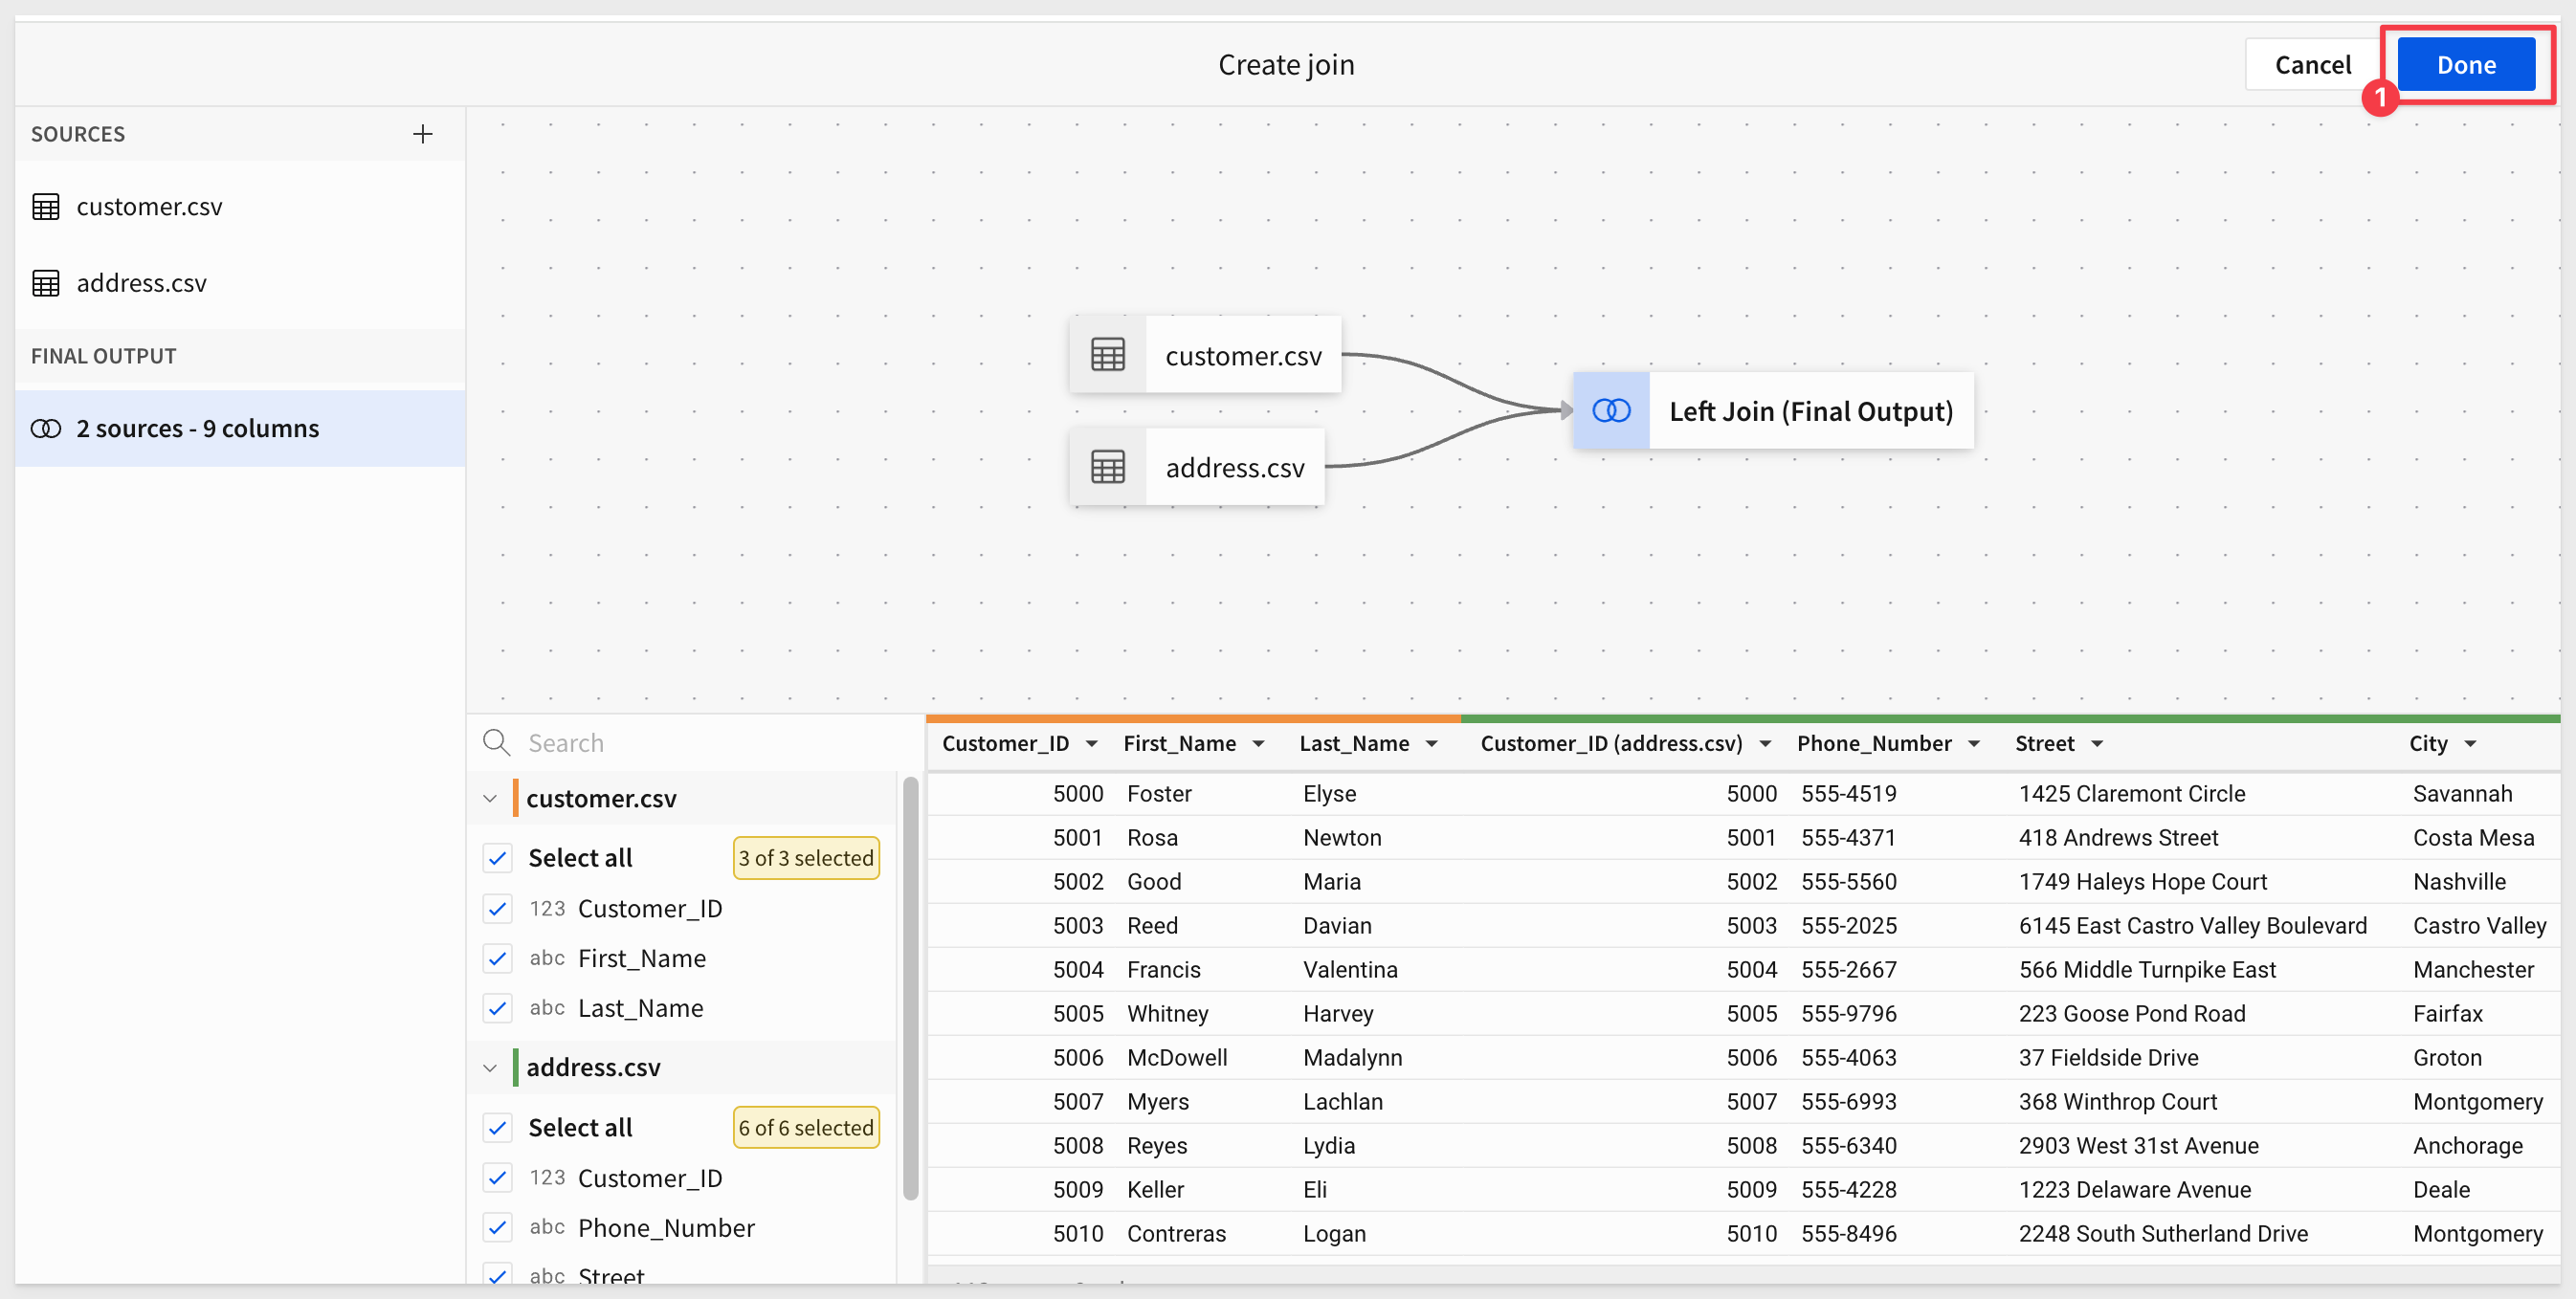 Create join
Cancel
Done
1
SOURCES
customer.csv
address.csv
FINAL OUTPUT
2 sources - 9 columns
customer.csv
address.csv
Left Join (Final Output)
Search
customer.csv
Select all 3 of 3 selected
123 Customer_ID
abc First_Name
abc Last_Name
address.csv
Select all 6 of 6 selected
123 Customer_ID
abc Phone_Number
abc Street
Customer_ID First_Name Last_Name Customer_ID (address.csv) Phone_Number Street City
5000 Foster Elyse 5000 555-4519 1425 Claremont Circle Savannah
5001 Rosa Newton 5001 555-4371 418 Andrews Street Costa Mesa
5002 Good Maria 5002 555-5560 1749 Haleys Hope Court Nashville
5003 Reed Davian 5003 555-2025 6145 East Castro Valley Boulevard Castro Valley
5004 Francis Valentina 5004 555-2667 566 Middle Turnpike East Manchester
5005 Whitney Harvey 5005 555-9796 223 Goose Pond Road Fairfax
5006 McDowell Madalynn 5006 555-4063 37 Fieldside Drive Groton
5007 Myers Lachlan 5007 555-6993 368 Winthrop Court Montgomery
5008 Reyes Lydia 5008 555-6340 2903 West 31st Avenue Anchorage
5009 Keller Eli 5009 555-4228 1223 Delaware Avenue Deale
5010 Contreras Logan 5010 555-8496 2248 South Sutherland Drive Montgomery